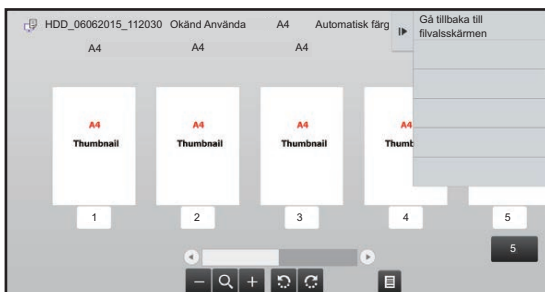 HDD_06062015_112030 Okänd Använda A4 Automatisk färg
Gå tillbaka till
filvalsskärmen
A4 A4 A4
A4 A4 A4 A4
Thumbnail Thumbnail Thumbnail Thumb
1 2 3 4 5
5